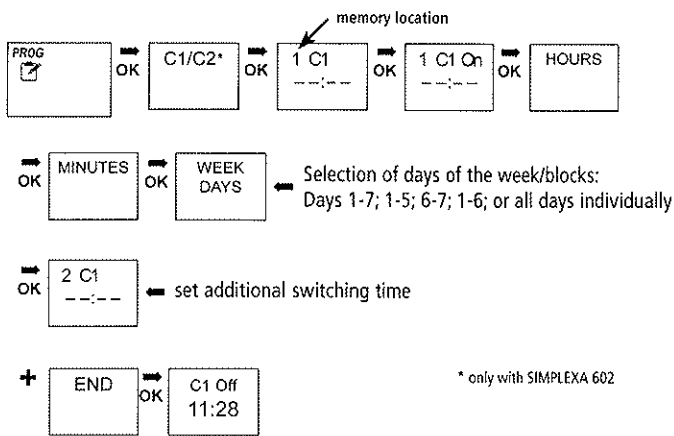 memory location
PROG
OK
C1/C2*
OK
1 C1
--:--
OK
1 C1 On
--:--
OK
HOURS
OK
MINUTES
OK
WEEK
DAYS
Selection of days of the week/blocks:
Days 1-7; 1-5; 6-7; 1-6; or all days individually
OK
2 C1
--:--
set additional switching time
+
END
OK
C1 Off
11:28
* only with SIMPLEXA 602